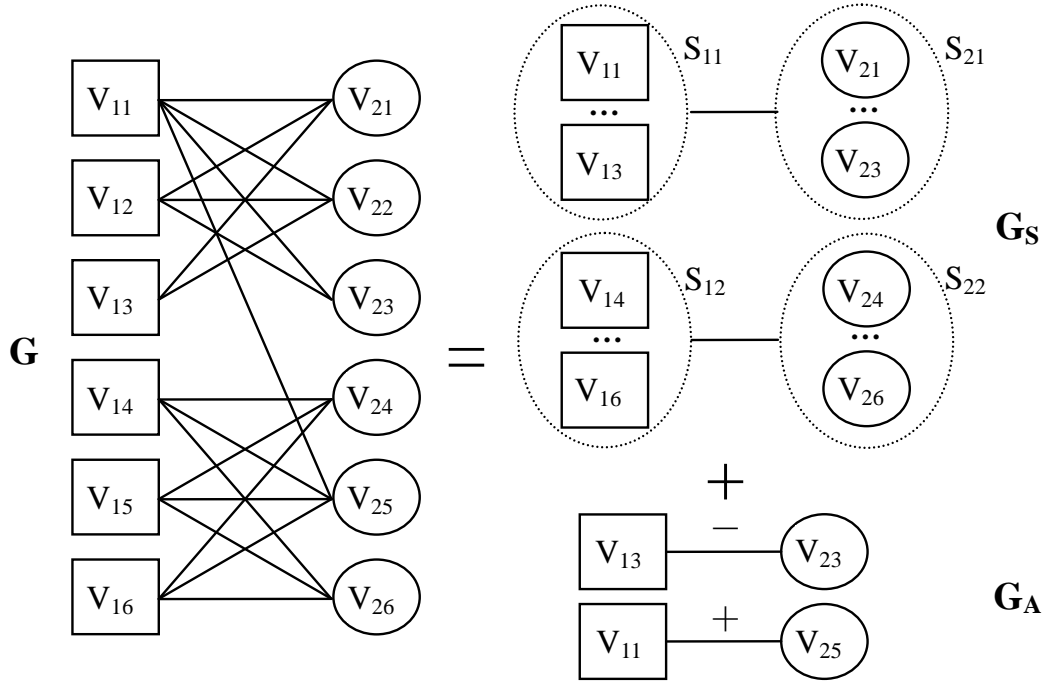 G
V11
V12
V13
V14
V15
V16
V21
V22
V23
V24
V25
V26
=
V11
...
V13
S11
V21
...
V23
S21
GS
V14
...
V16
S12
V24
...
V26
S22
+
V13
−
V23
V11
+
V25
GA